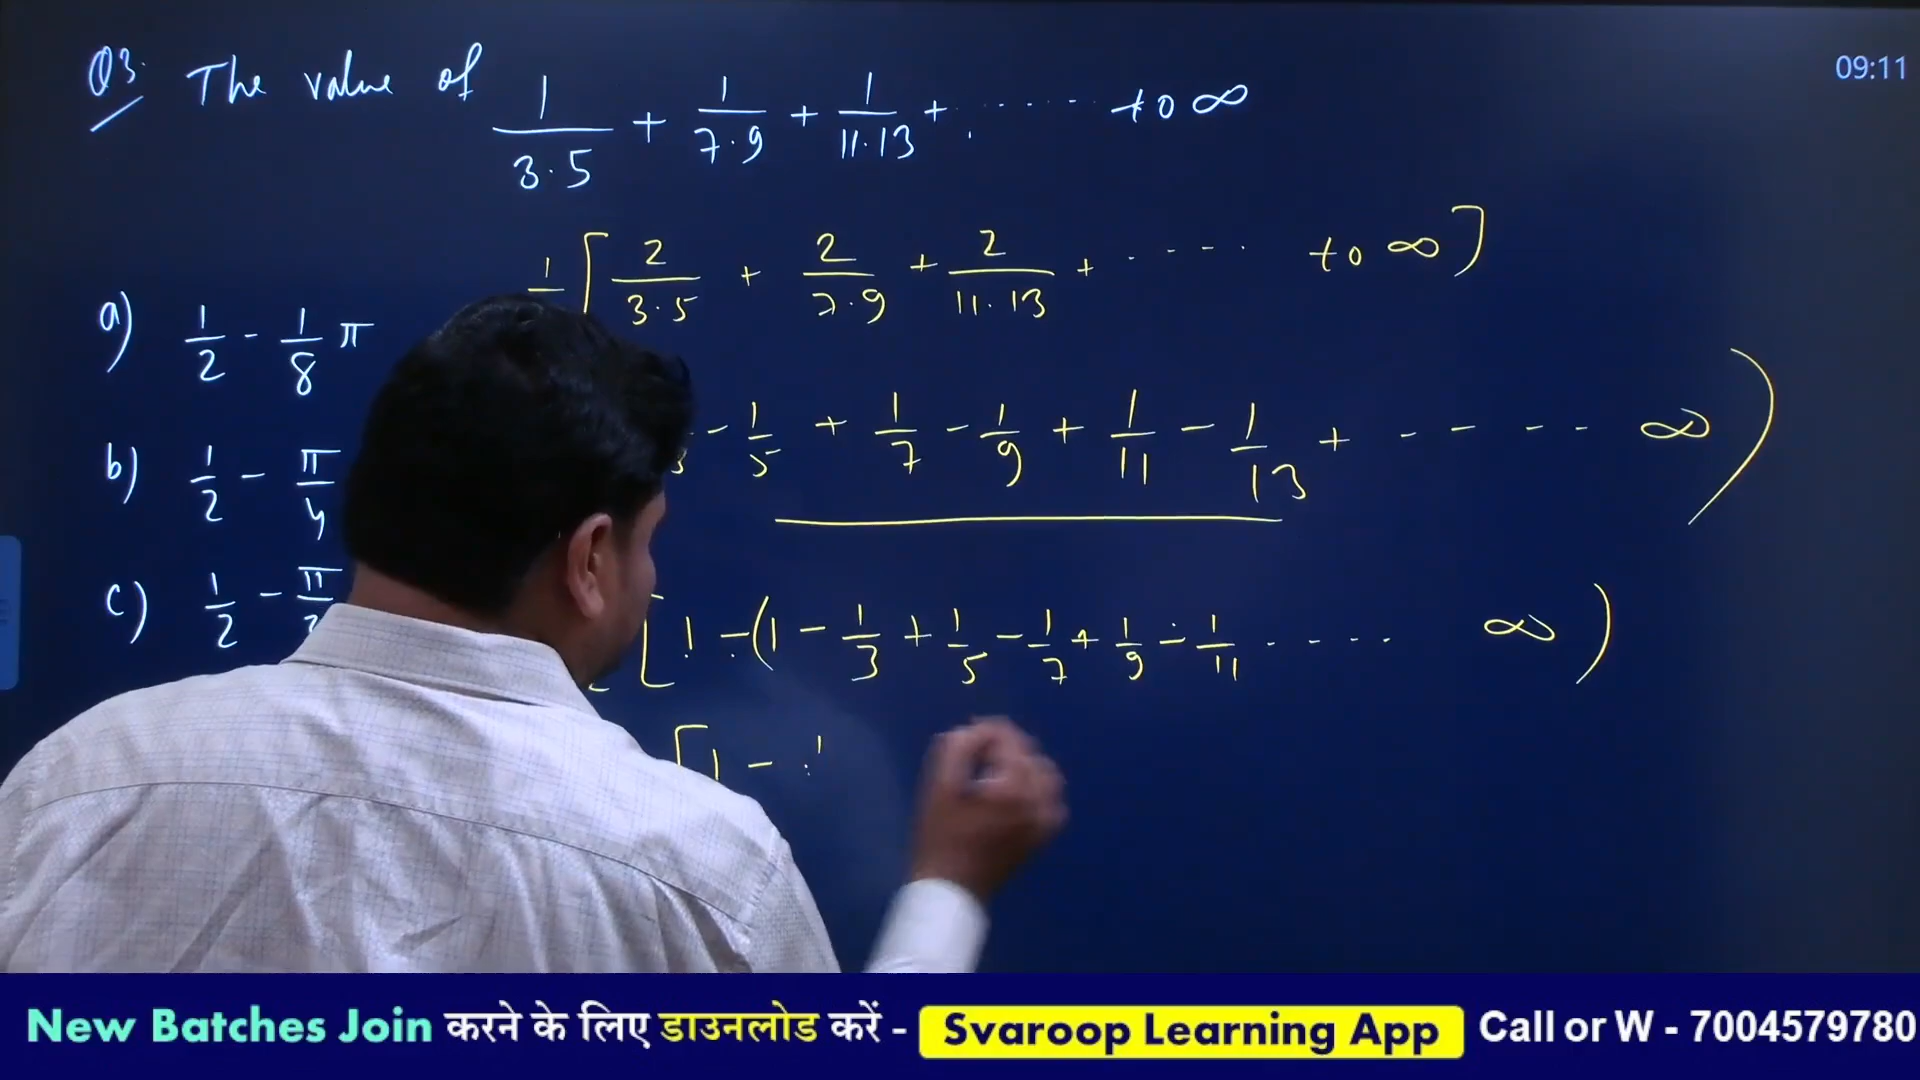 09:11
Q3. The value of 1/3·5 + 1/7·9 + 1/11·13 + ....... to ∞
1 [ 2/3·5 + 2/7·9 + 2/11·13 + ..... to ∞ ]
a) 1/2 - 1/8 π
- 1/5 + 1/7 - 1/9 + 1/11 - 1/13 + - - - - ∞ )
b) 1/2 - π/4
c) 1/2 - π
[ 1 - (1 - 1/3 + 1/5 - 1/7 + 1/9 - 1/11 .... ∞ )
[ 1 -
New Batches Join करने के लिए डाउनलोड करें - Svaroop Learning App Call or W - 7004579780